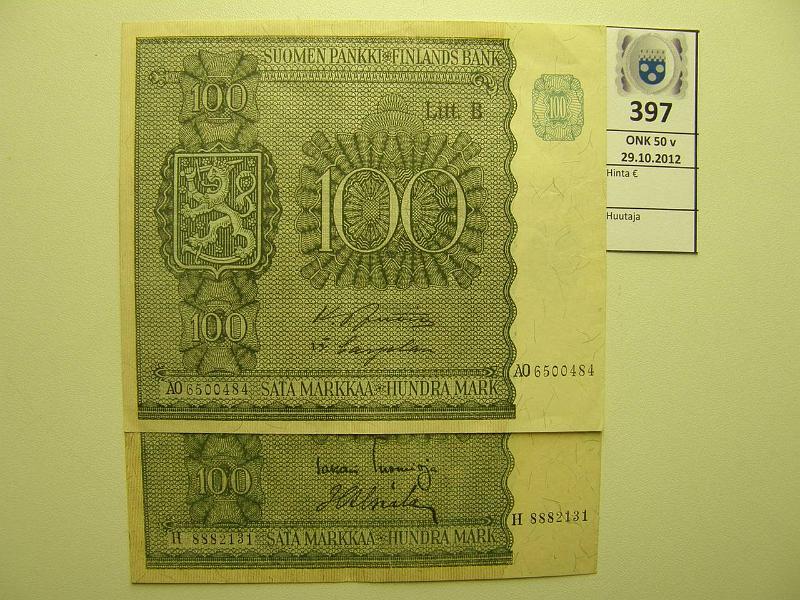 SUOMEN PANKKI FINLANDS BANK
100
100
Litt. B
100
100
AO 6500484
AO 6500484
SATA MARKKAA HUNDRA MARK
100
H 8882131
H 8882131
SATA MARKKAA HUNDRA MARK
397
ONK 50 v
29.10.2012
Hinta €
Huutaja